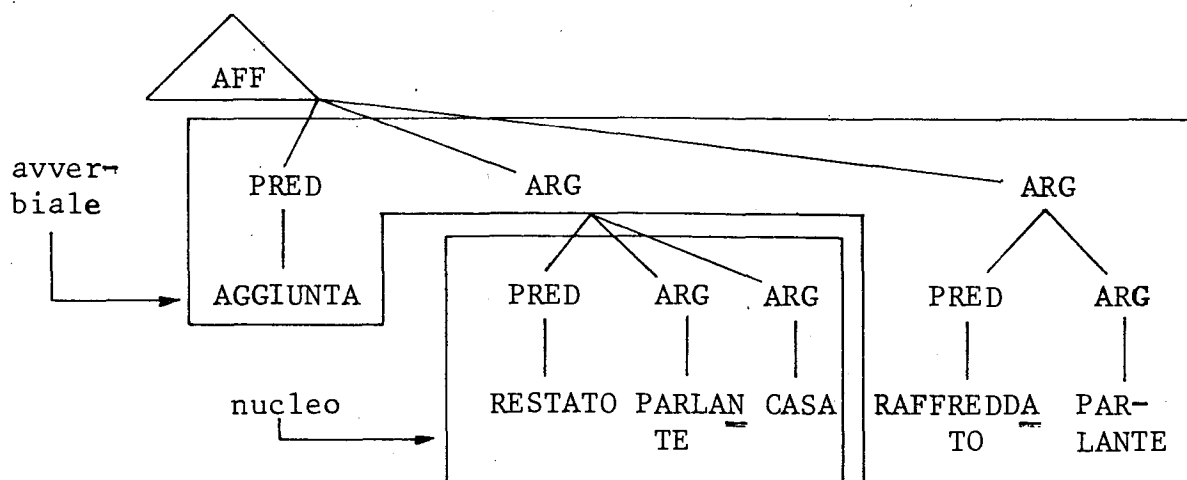 AFF
avver-
biale
PRED ARG ARG
AGGIUNTA PRED ARG ARG PRED ARG
nucleo
RESTATO PARLAN CASA RAFFREDDA PAR-
TE TO LANTE